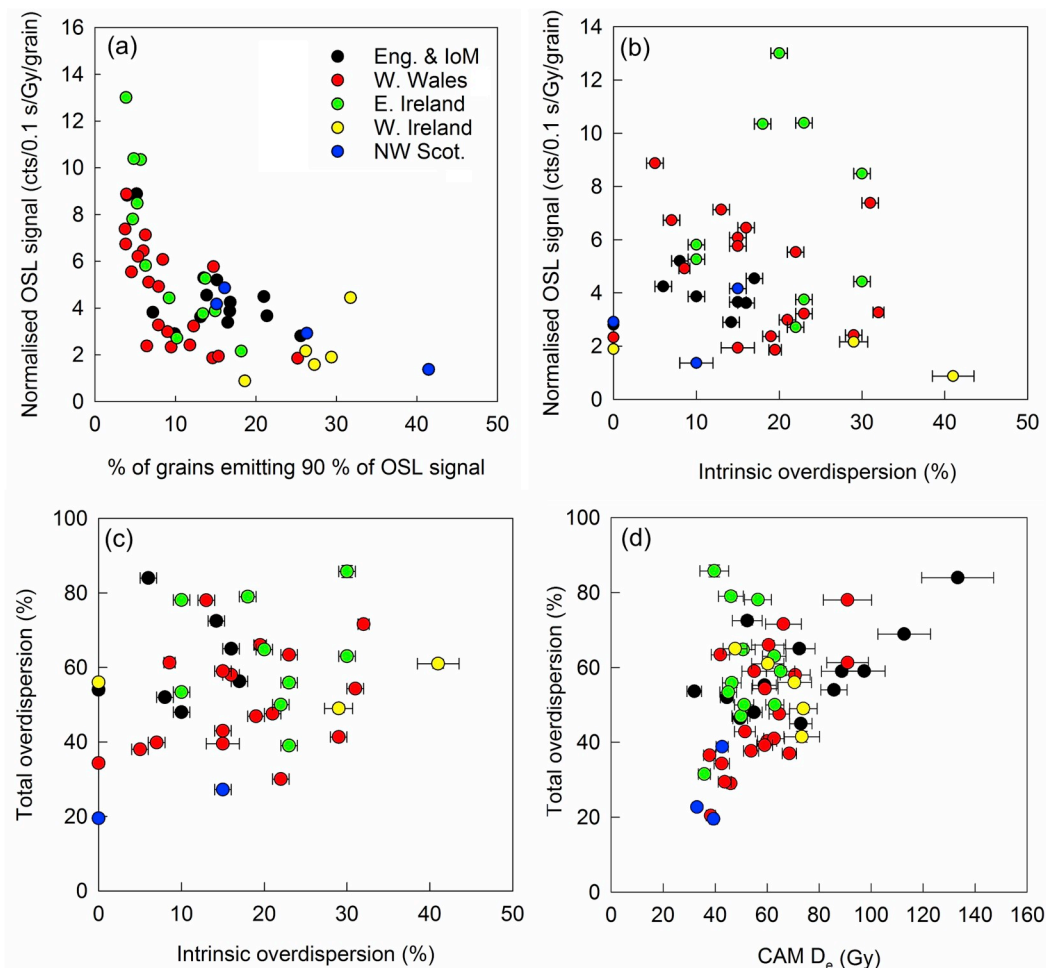 (a)
Normalised OSL signal (cts/0.1 s/Gy/grain)
16
14
12
10
8
6
4
2
0
Eng. & IoM
W. Wales
E. Ireland
W. Ireland
NW Scot.
0 10 20 30 40 50
% of grains emitting 90 % of OSL signal
(b)
Normalised OSL signal (cts/0.1 s/Gy/grain)
14
12
10
8
6
4
2
0
0 10 20 30 40 50
Intrinsic overdispersion (%)
(c)
Total overdispersion (%)
100
80
60
40
20
0
0 10 20 30 40 50
Intrinsic overdispersion (%)
(d)
Total overdispersion (%)
100
80
60
40
20
0
0 20 40 60 80 100 120 140 160
CAM De (Gy)